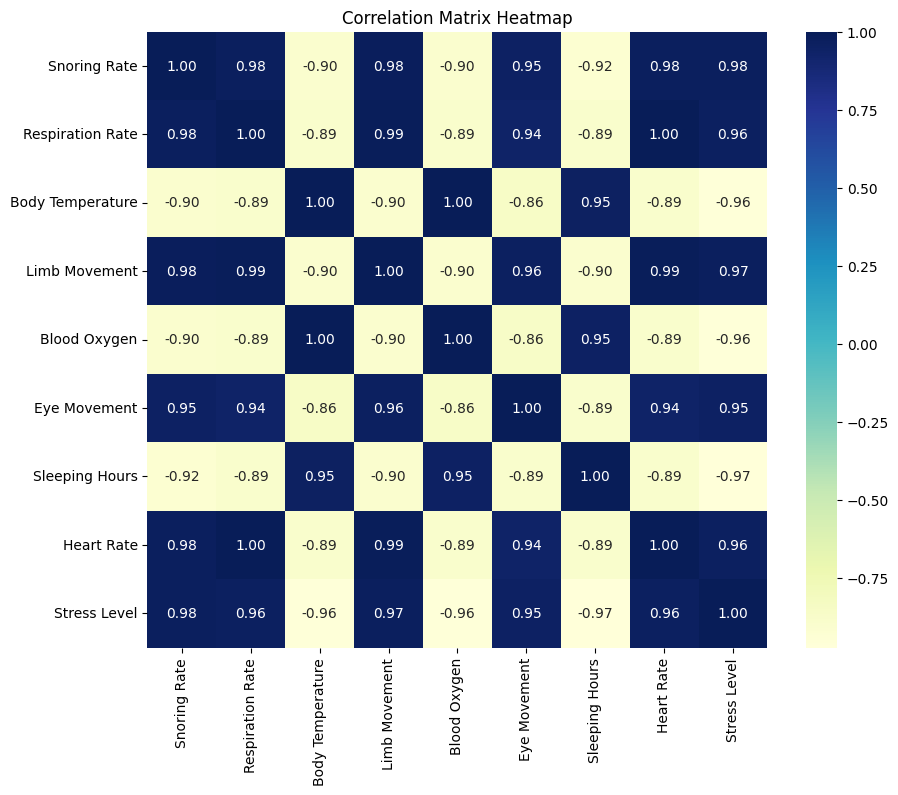 Correlation Matrix Heatmap
Snoring Rate 1.00 0.98 -0.90 0.98 -0.90 0.95 -0.92 0.98 0.98
Respiration Rate 0.98 1.00 -0.89 0.99 -0.89 0.94 -0.89 1.00 0.96
Body Temperature -0.90 -0.89 1.00 -0.90 1.00 -0.86 0.95 -0.89 -0.96
Limb Movement 0.98 0.99 -0.90 1.00 -0.90 0.96 -0.90 0.99 0.97
Blood Oxygen -0.90 -0.89 1.00 -0.90 1.00 -0.86 0.95 -0.89 -0.96
Eye Movement 0.95 0.94 -0.86 0.96 -0.86 1.00 -0.89 0.94 0.95
Sleeping Hours -0.92 -0.89 0.95 -0.90 0.95 -0.89 1.00 -0.89 -0.97
Heart Rate 0.98 1.00 -0.89 0.99 -0.89 0.94 -0.89 1.00 0.96
Stress Level 0.98 0.96 -0.96 0.97 -0.96 0.95 -0.97 0.96 1.00
Snoring Rate
Respiration Rate
Body Temperature
Limb Movement
Blood Oxygen
Eye Movement
Sleeping Hours
Heart Rate
Stress Level
1.00
0.75
0.50
0.25
0.00
−0.25
−0.50
−0.75